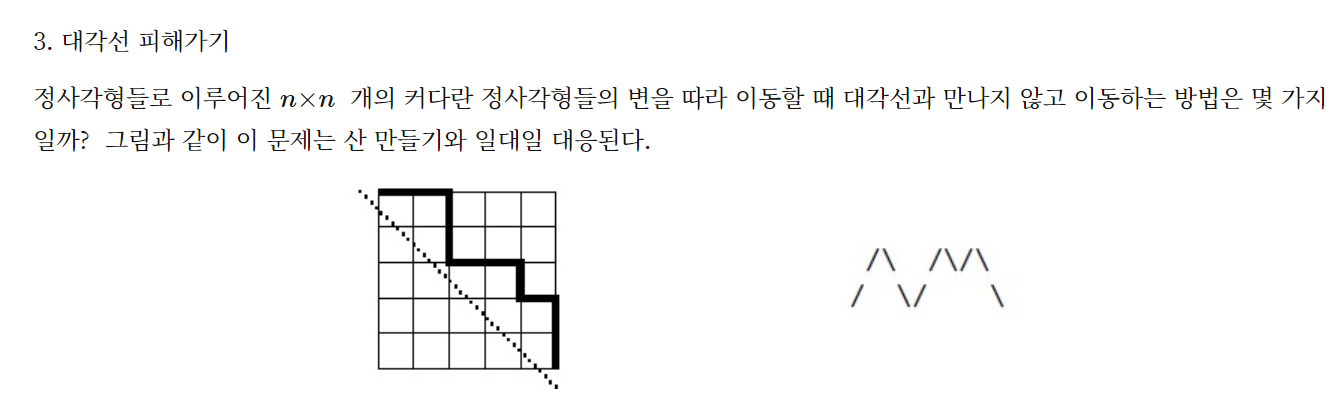 3. 대각선 피해가기
정사각형들로 이루어진 n×n 개의 커다란 정사각형들의 변을 따라 이동할 때 대각선과 만나지 않고 이동하는 방법은 몇 가지
일까? 그림과 같이 이 문제는 산 만들기와 일대일 대응된다.